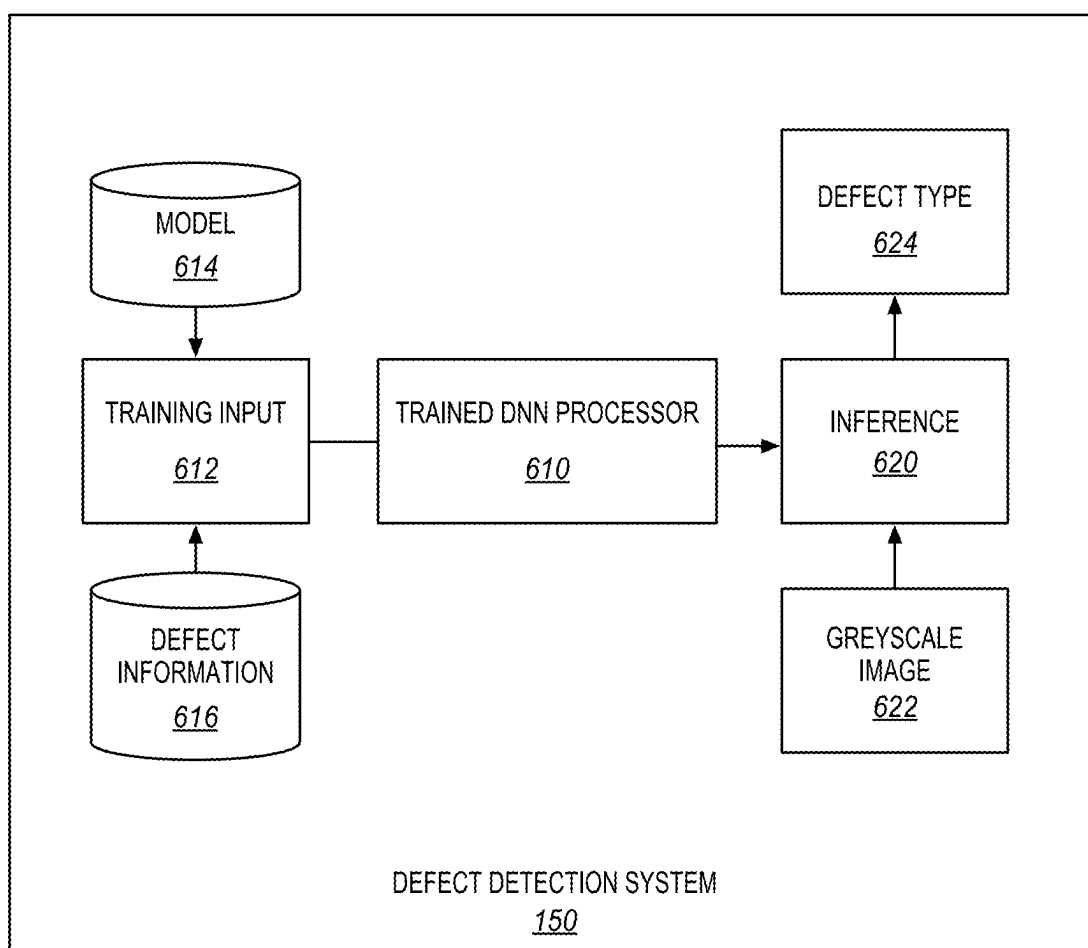 MODEL
614
DEFECT TYPE
624
TRAINING INPUT
612
TRAINED DNN PROCESSOR
610
INFERENCE
620
DEFECT
INFORMATION
616
GREYSCALE
IMAGE
622
DEFECT DETECTION SYSTEM
150